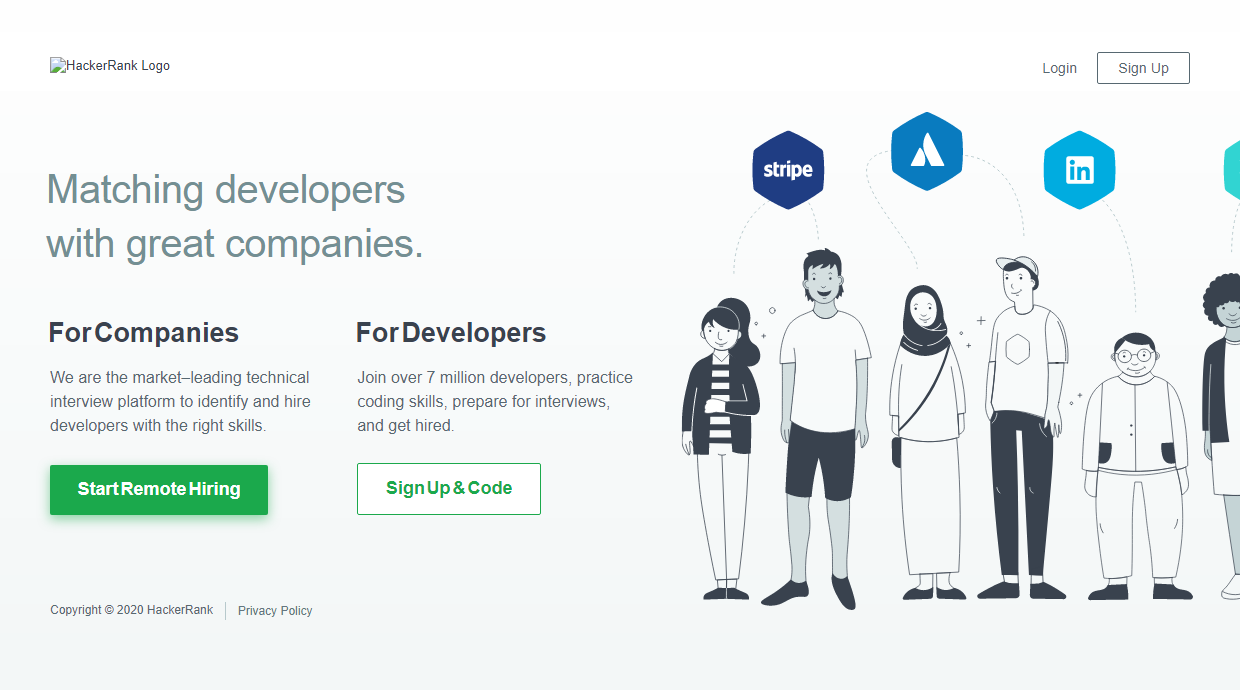 HackerRank Logo
Login
Sign Up
stripe
in
Matching developers
with great companies.
For Companies
We are the market–leading technical
interview platform to identify and hire
developers with the right skills.
Start Remote Hiring
For Developers
Join over 7 million developers, practice
coding skills, prepare for interviews,
and get hired.
Sign Up & Code
Copyright © 2020 HackerRank
Privacy Policy